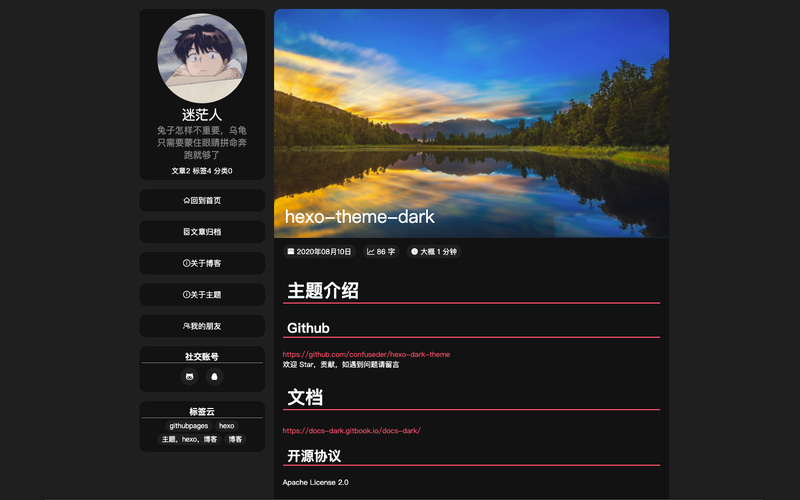 迷茫人
兔子怎样不重要，乌龟
只需要蒙住眼睛拼命奔
跑就够了
文章2 标签4 分类0
回到首页
文章归档
关于博客
关于主题
我的朋友
社交账号
标签云
githubpages hexo
主题，hexo，博客 博客
hexo-theme-dark
2020年08月10日 86 字 大概 1 分钟
主题介绍
Github
https://github.com/confuseder/hexo-dark-theme
欢迎 Star，贡献，如遇到问题请留言
文档
https://docs-dark.gitbook.io/docs-dark/
开源协议
Apache License 2.0